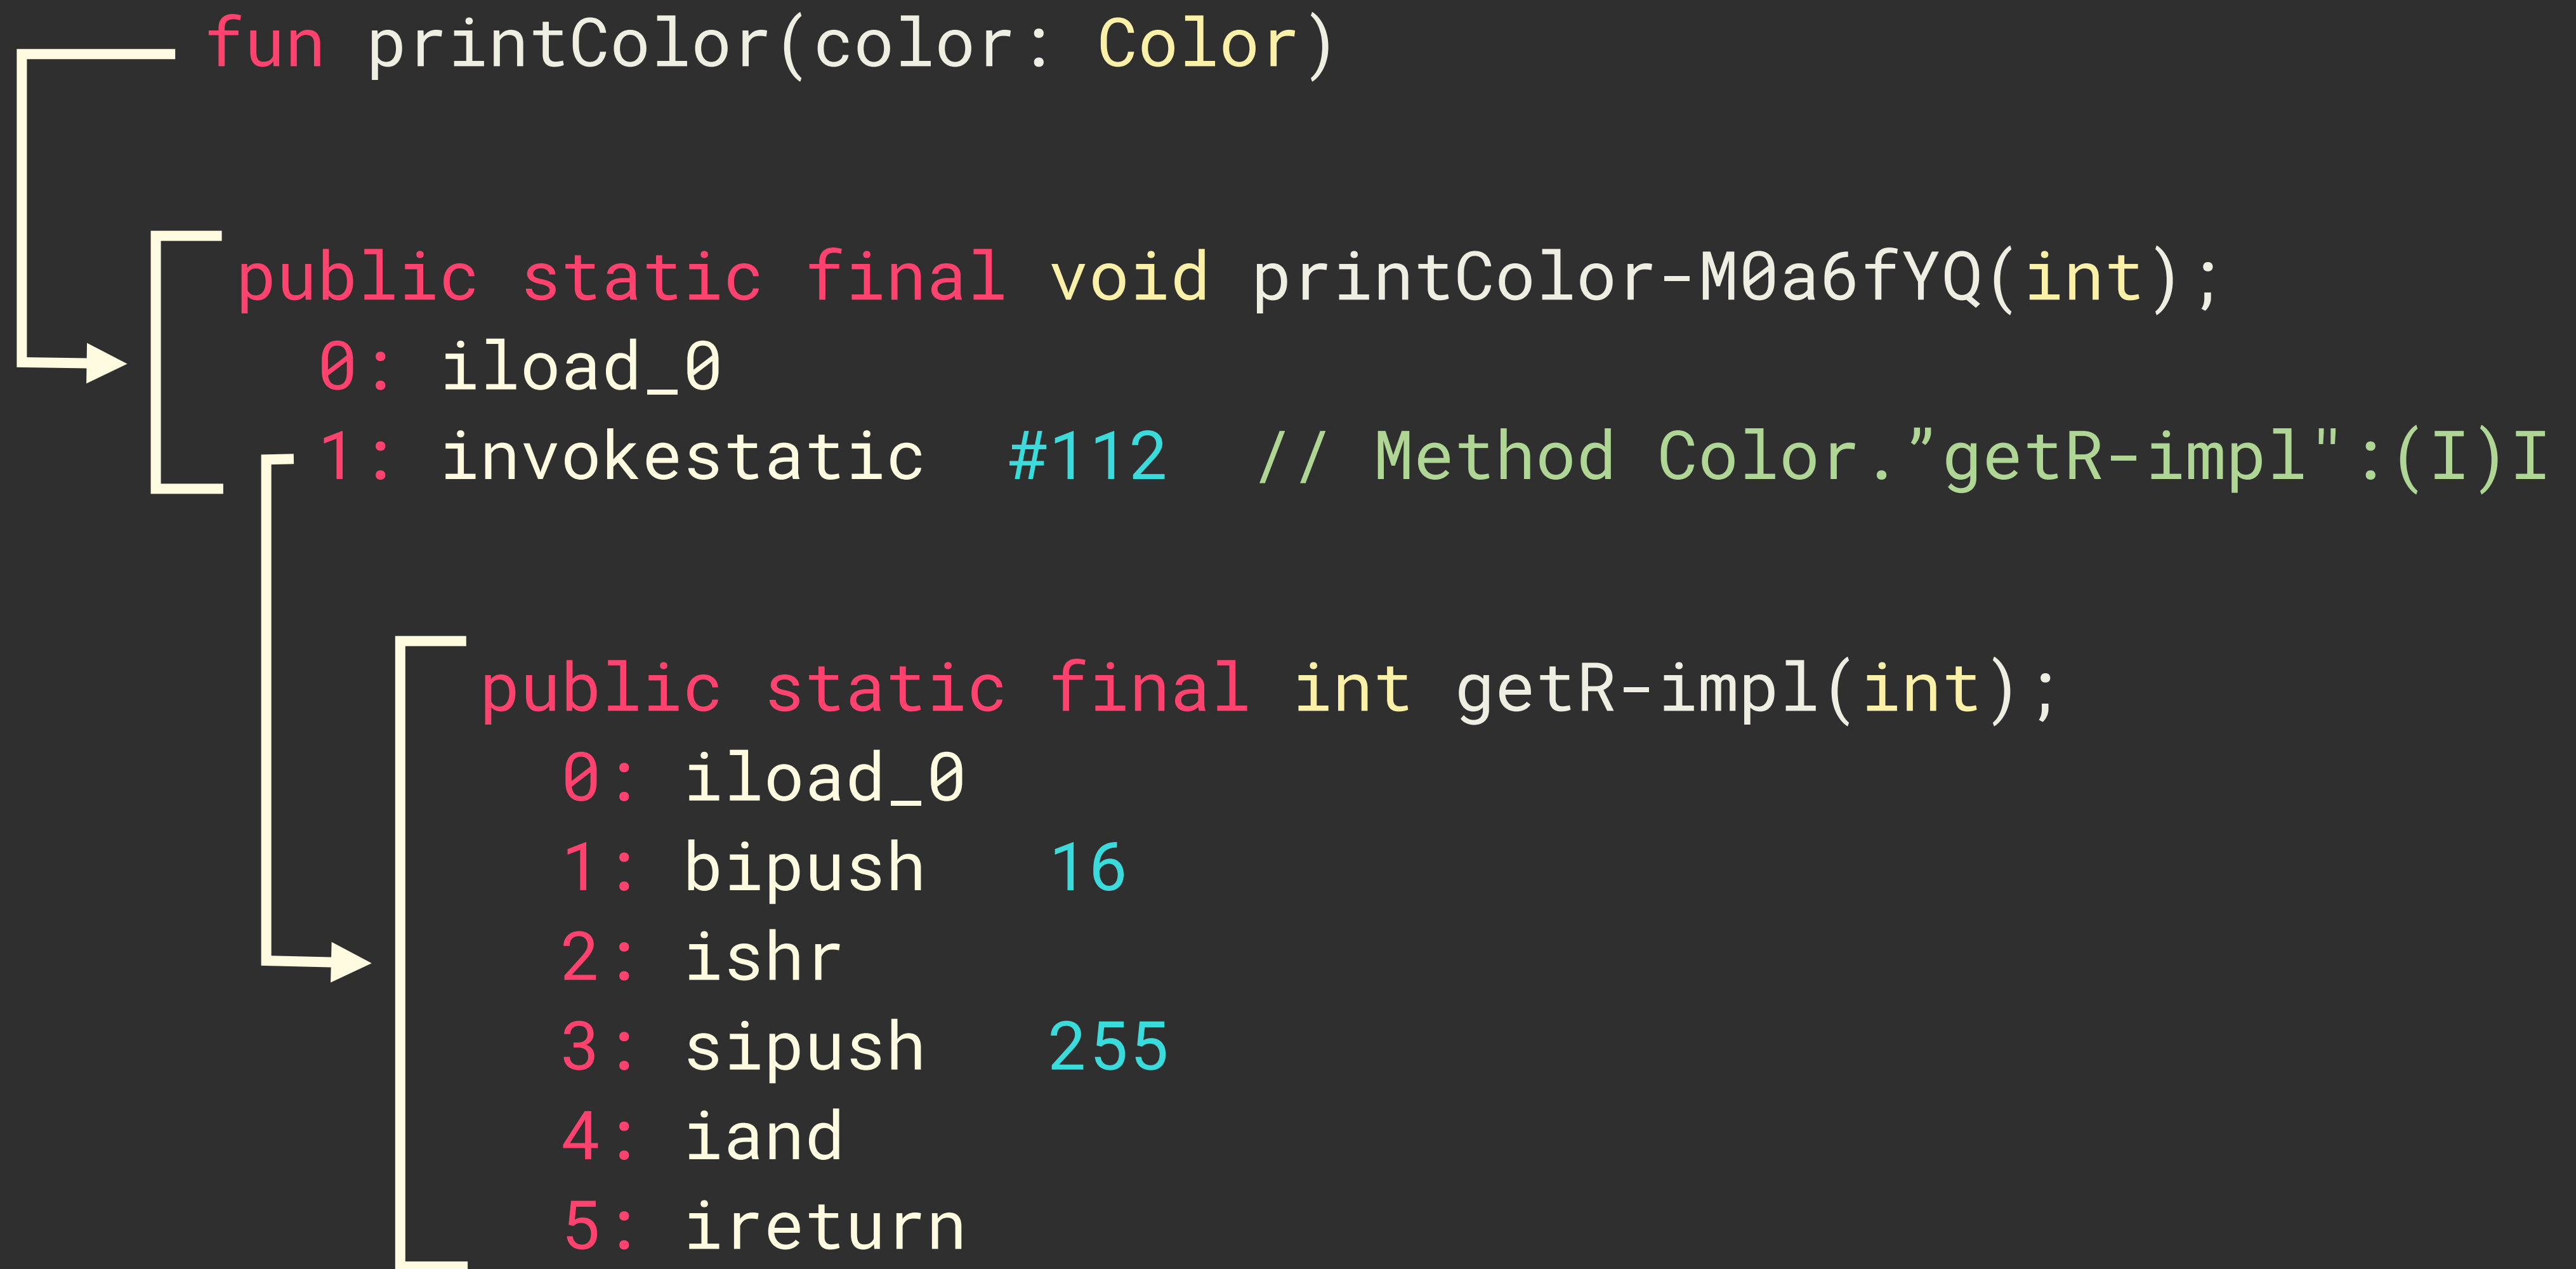 fun printColor(color: Color)
public static final void printColor-M0a6fYQ(int);
0: iload_0
1: invokestatic #112 // Method Color.”getR-impl":(I)I
public static final int getR-impl(int);
0: iload_0
1: bipush 16
2: ishr
3: sipush 255
4: iand
5: ireturn